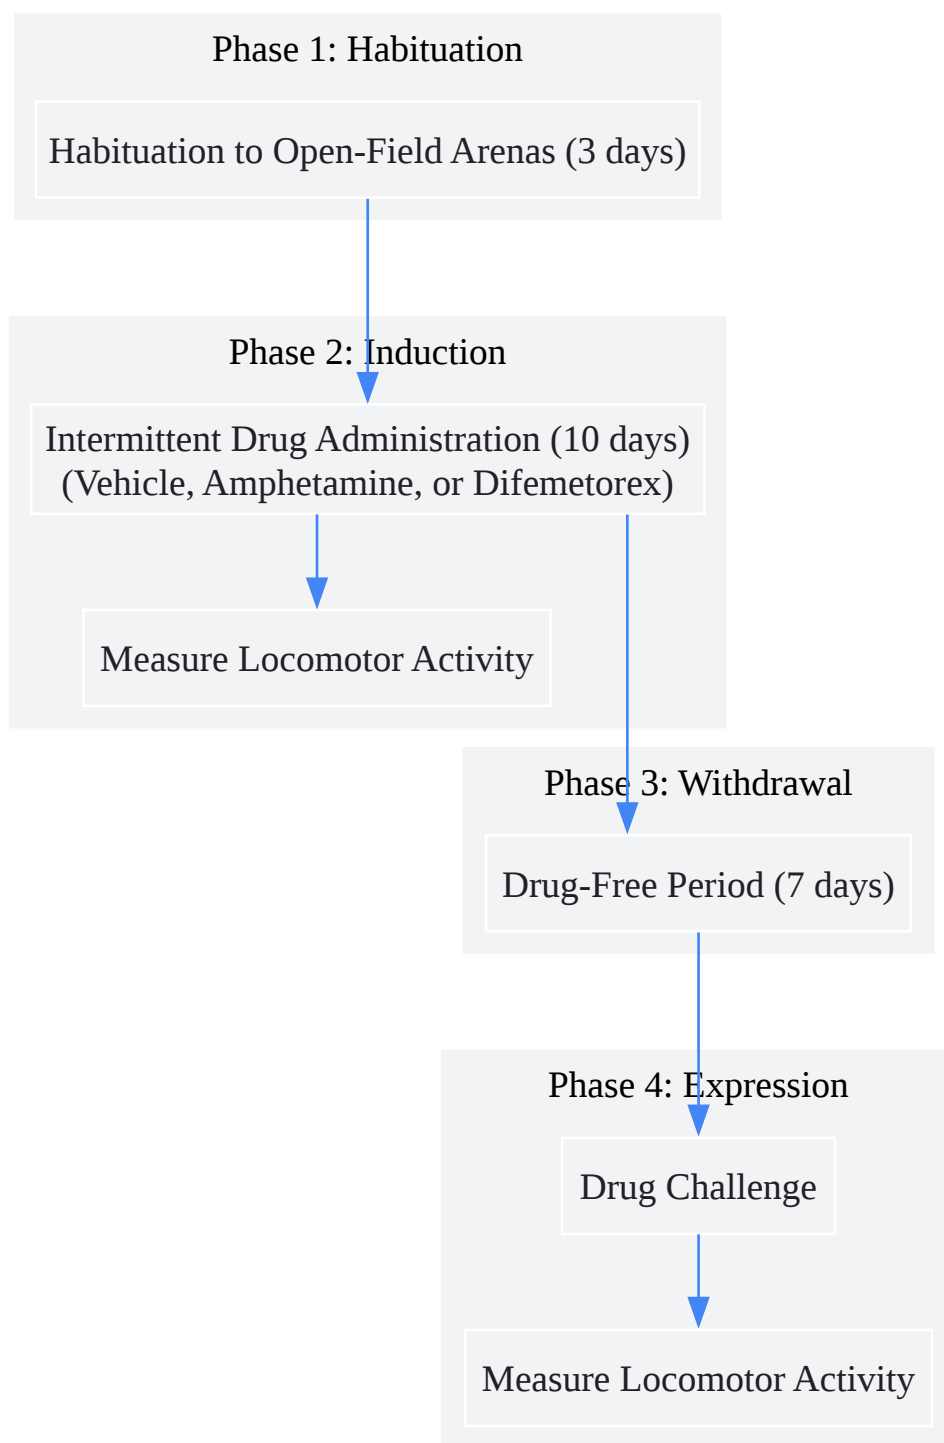 Phase 1: Habituation
Habituation to Open-Field Arenas (3 days)
Phase 2: Induction
Intermittent Drug Administration (10 days)
(Vehicle, Amphetamine, or Difemetorex)
Measure Locomotor Activity
Phase 3: Withdrawal
Drug-Free Period (7 days)
Phase 4: Expression
Drug Challenge
Measure Locomotor Activity